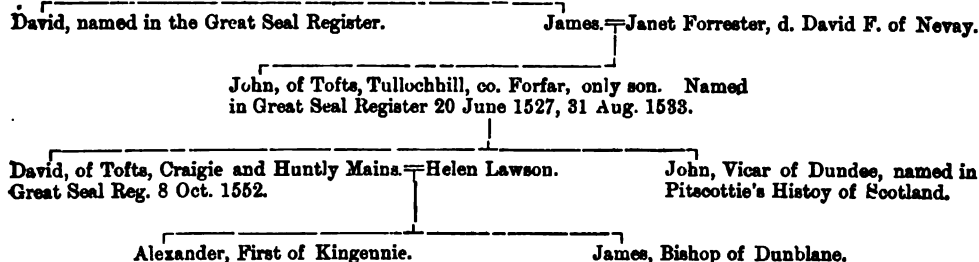 David, named in the Great Seal Register.
James.=Janet Forrester, d. David F. of Nevay.
John, of Tofts, Tullochhill, co. Forfar, only son. Named
in Great Seal Register 20 June 1527, 31 Aug. 1533.
David, of Tofts, Craigie and Huntly Mains.=Helen Lawson.
Great Seal Reg. 8 Oct. 1552.
John, Vicar of Dundee, named in
Pitscottie's Histoy of Scotland.
Alexander, First of Kingennie.
James, Bishop of Dunblane.